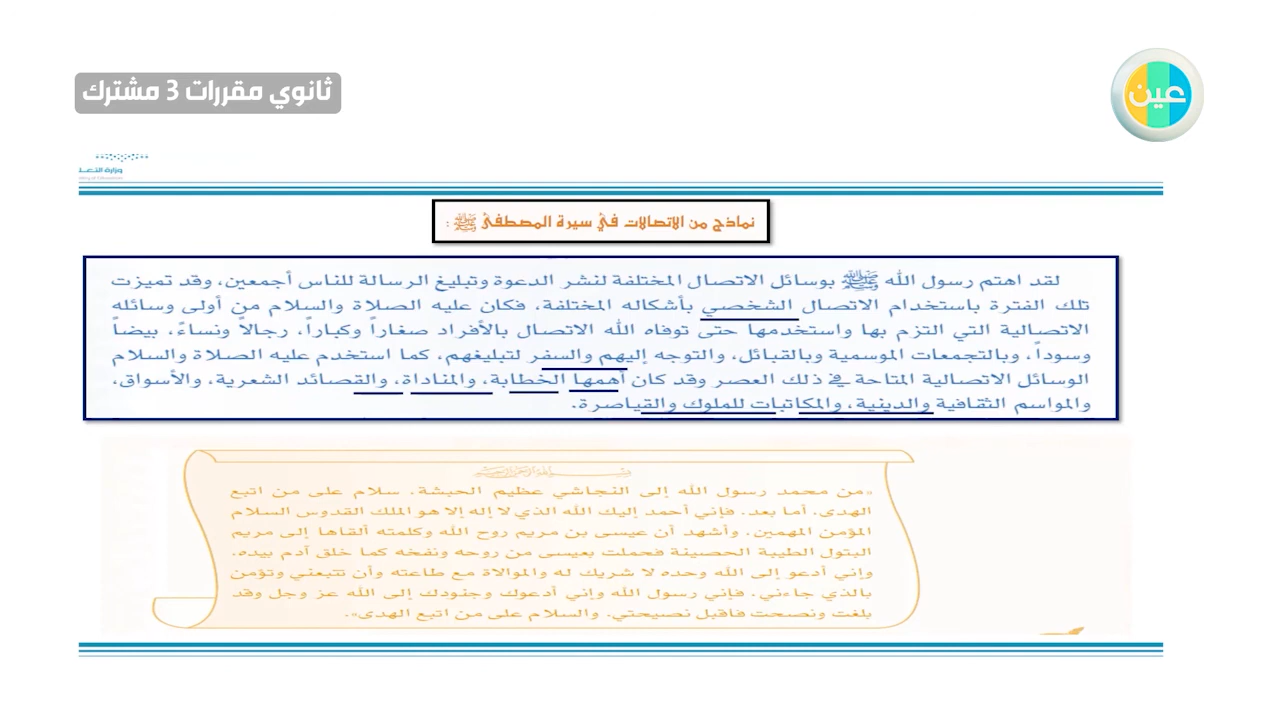 ثانوي مقررات 3 مشترك
عين
وزارة التعـلـ
نماذج من الاتصالات في سيرة المصطفى ﷺ :
لقد اهتم رسول الله ﷺ بوسائل الاتصال المختلفة لنشر الدعوة وتبليغ الرسالة للناس أجمعين، وقد تميزت
تلك الفترة باستخدام الاتصال الشخصي بأشكاله المختلفة، فكان عليه الصلاة والسلام من أولى وسائله
الاتصالية التي التزم بها واستخدمها حتى توفاه الله الاتصال بالأفراد صغاراً وكباراً، رجالاً ونساءً، بيضاً
وسوداً، وبالتجمعات الموسمية وبالقبائل، والتوجه إليهم والسفر لتبليغهم، كما استخدم عليه الصلاة والسلام
الوسائل الاتصالية المتاحة في ذلك العصر وقد كان أهمها الخطابة، والمناداة، والقصائد الشعرية، والأسواق،
والمواسم الثقافية والدينية، والمكاتبات للملوك والقياصرة.
بسم الله الرحمن الرحيم
«من محمد رسول الله إلى النجاشي عظيم الحبشة. سلام على من اتبع
الهدى. أما بعد. فإني أحمد إليك الله الذي لا إله إلا هو الملك القدوس السلام
المؤمن المهمين. وأشهد أن عيسى بن مريم روح الله وكلمته ألقاها إلى مريم
البتول الطيبة الحصينة فحملت بعيسى من روحه ونفخه كما خلق آدم بيده.
وإني أدعو إلى الله وحده لا شريك له والموالاة مع طاعته وأن تتبعني وتؤمن
بالذي جاءني. فإني رسول الله وإني أدعوك وجنودك إلى الله عز وجل وقد
بلغت ونصحت فاقبل نصيحتي. والسلام على من اتبع الهدى».